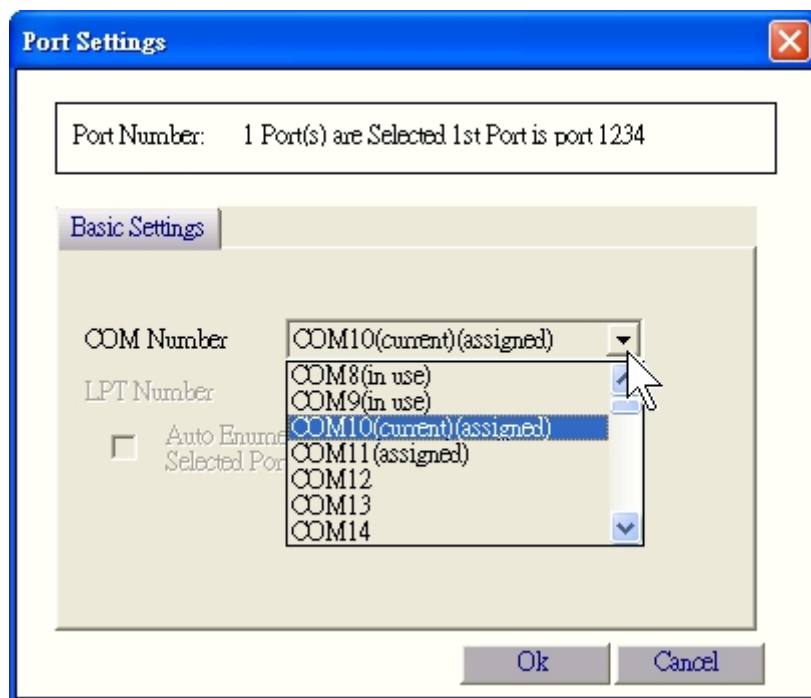 Port Settings
Port Number: 1 Port(s) are Selected 1st Port is port 1234
Basic Settings
COM Number COM10(current)(assigned)
COM8(in use)
COM9(in use)
LPT Number
COM10(current)(assigned)
Auto
COM11(assigned)
Selected
COM12
COM13
COM14
Ok Cancel